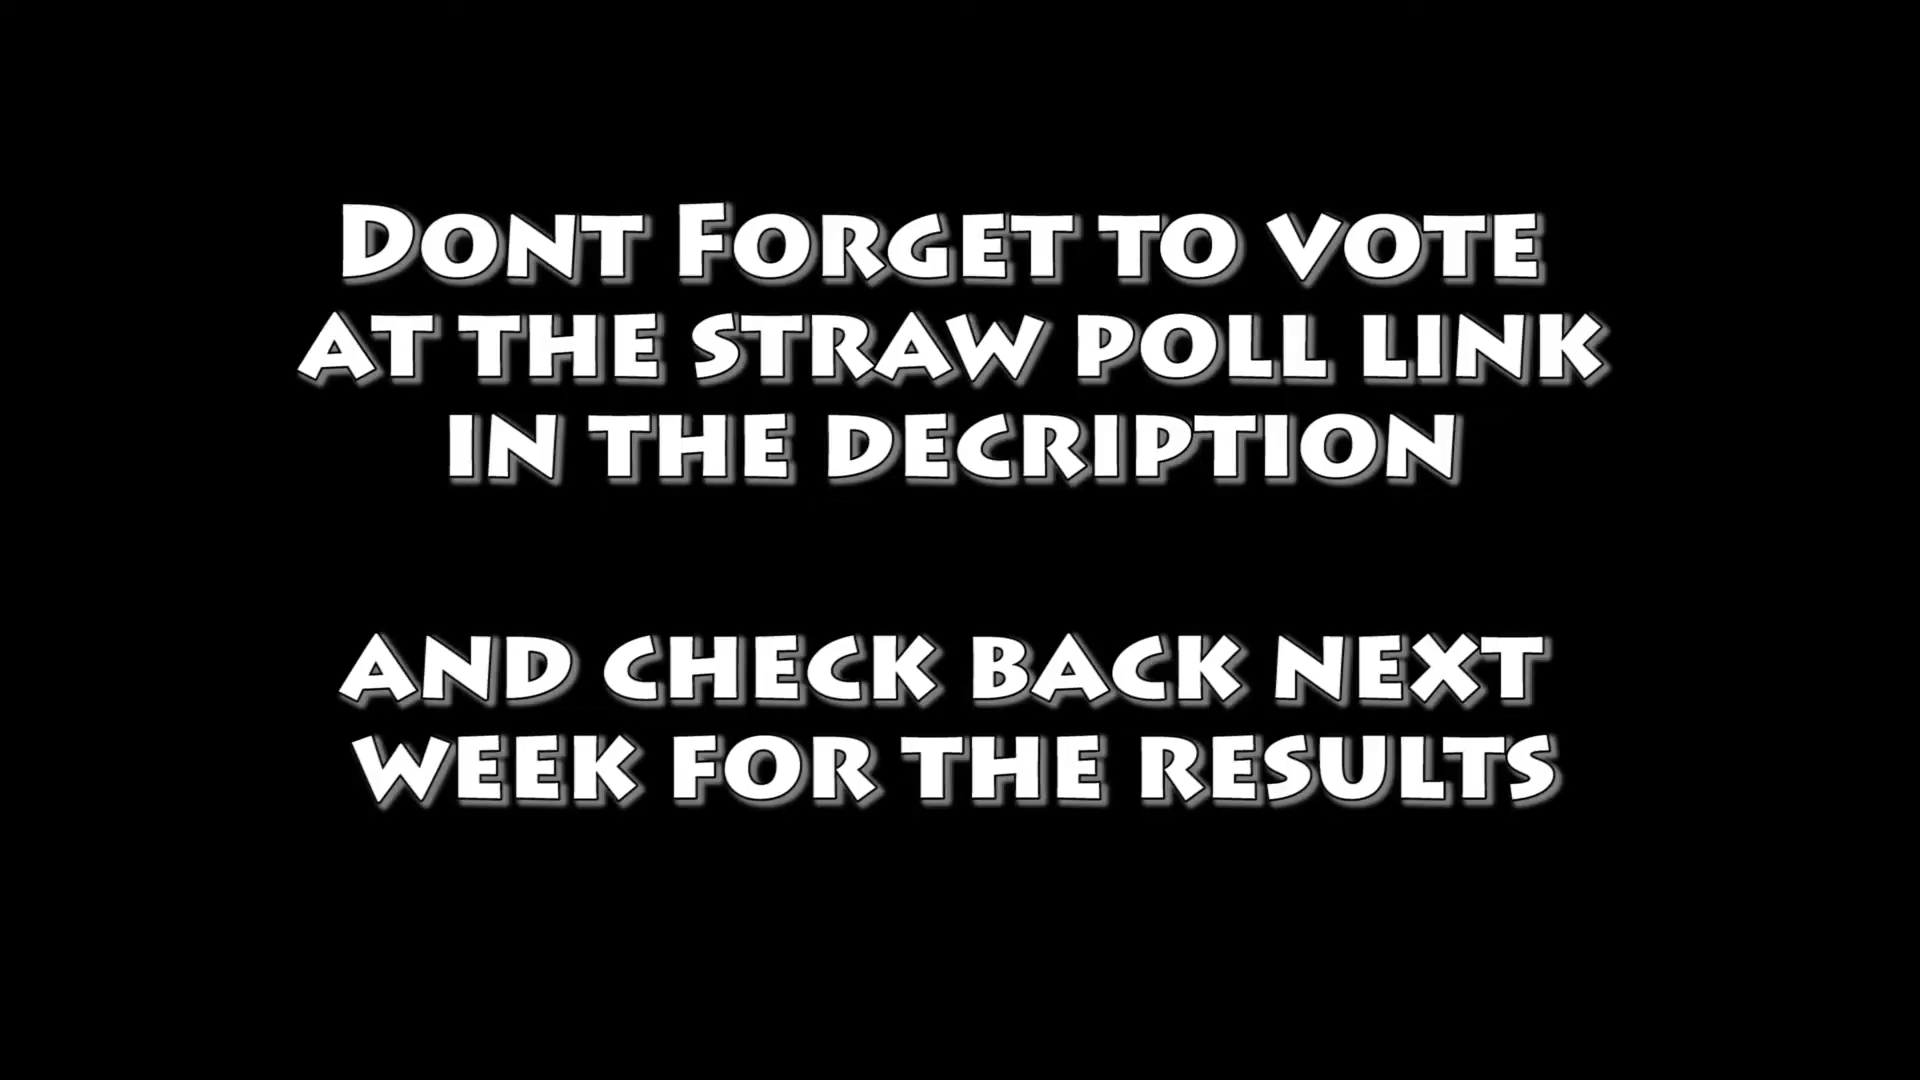 Dont Forget to vote
at the straw poll link
in the decription
and check back next
week for the results